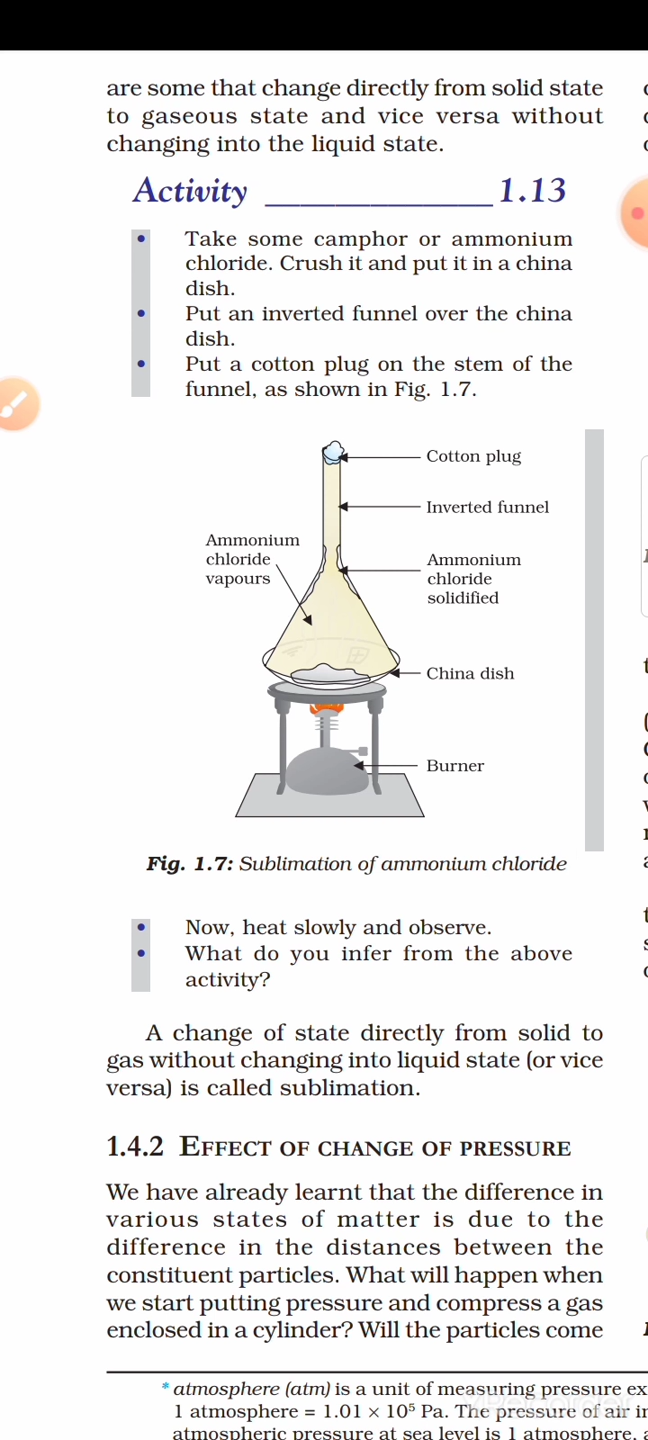 are some that change directly from solid state
to gaseous state and vice versa without
changing into the liquid state.
Activity ______________ 1.13
• Take some camphor or ammonium
chloride. Crush it and put it in a china
dish.
• Put an inverted funnel over the china
dish.
• Put a cotton plug on the stem of the
funnel, as shown in Fig. 1.7.
Cotton plug
Inverted funnel
Ammonium
chloride
vapours
Ammonium
chloride
solidified
China dish
Burner
Fig. 1.7: Sublimation of ammonium chloride
• Now, heat slowly and observe.
• What do you infer from the above
activity?
A change of state directly from solid to
gas without changing into liquid state (or vice
versa) is called sublimation.
1.4.2 EFFECT OF CHANGE OF PRESSURE
We have already learnt that the difference in
various states of matter is due to the
difference in the distances between the
constituent particles. What will happen when
we start putting pressure and compress a gas
enclosed in a cylinder? Will the particles come
* atmosphere (atm) is a unit of measuring pressure ex
1 atmosphere = 1.01 × 10⁵ Pa. The pressure of air in
atmospheric pressure at sea level is 1 atmosphere, a